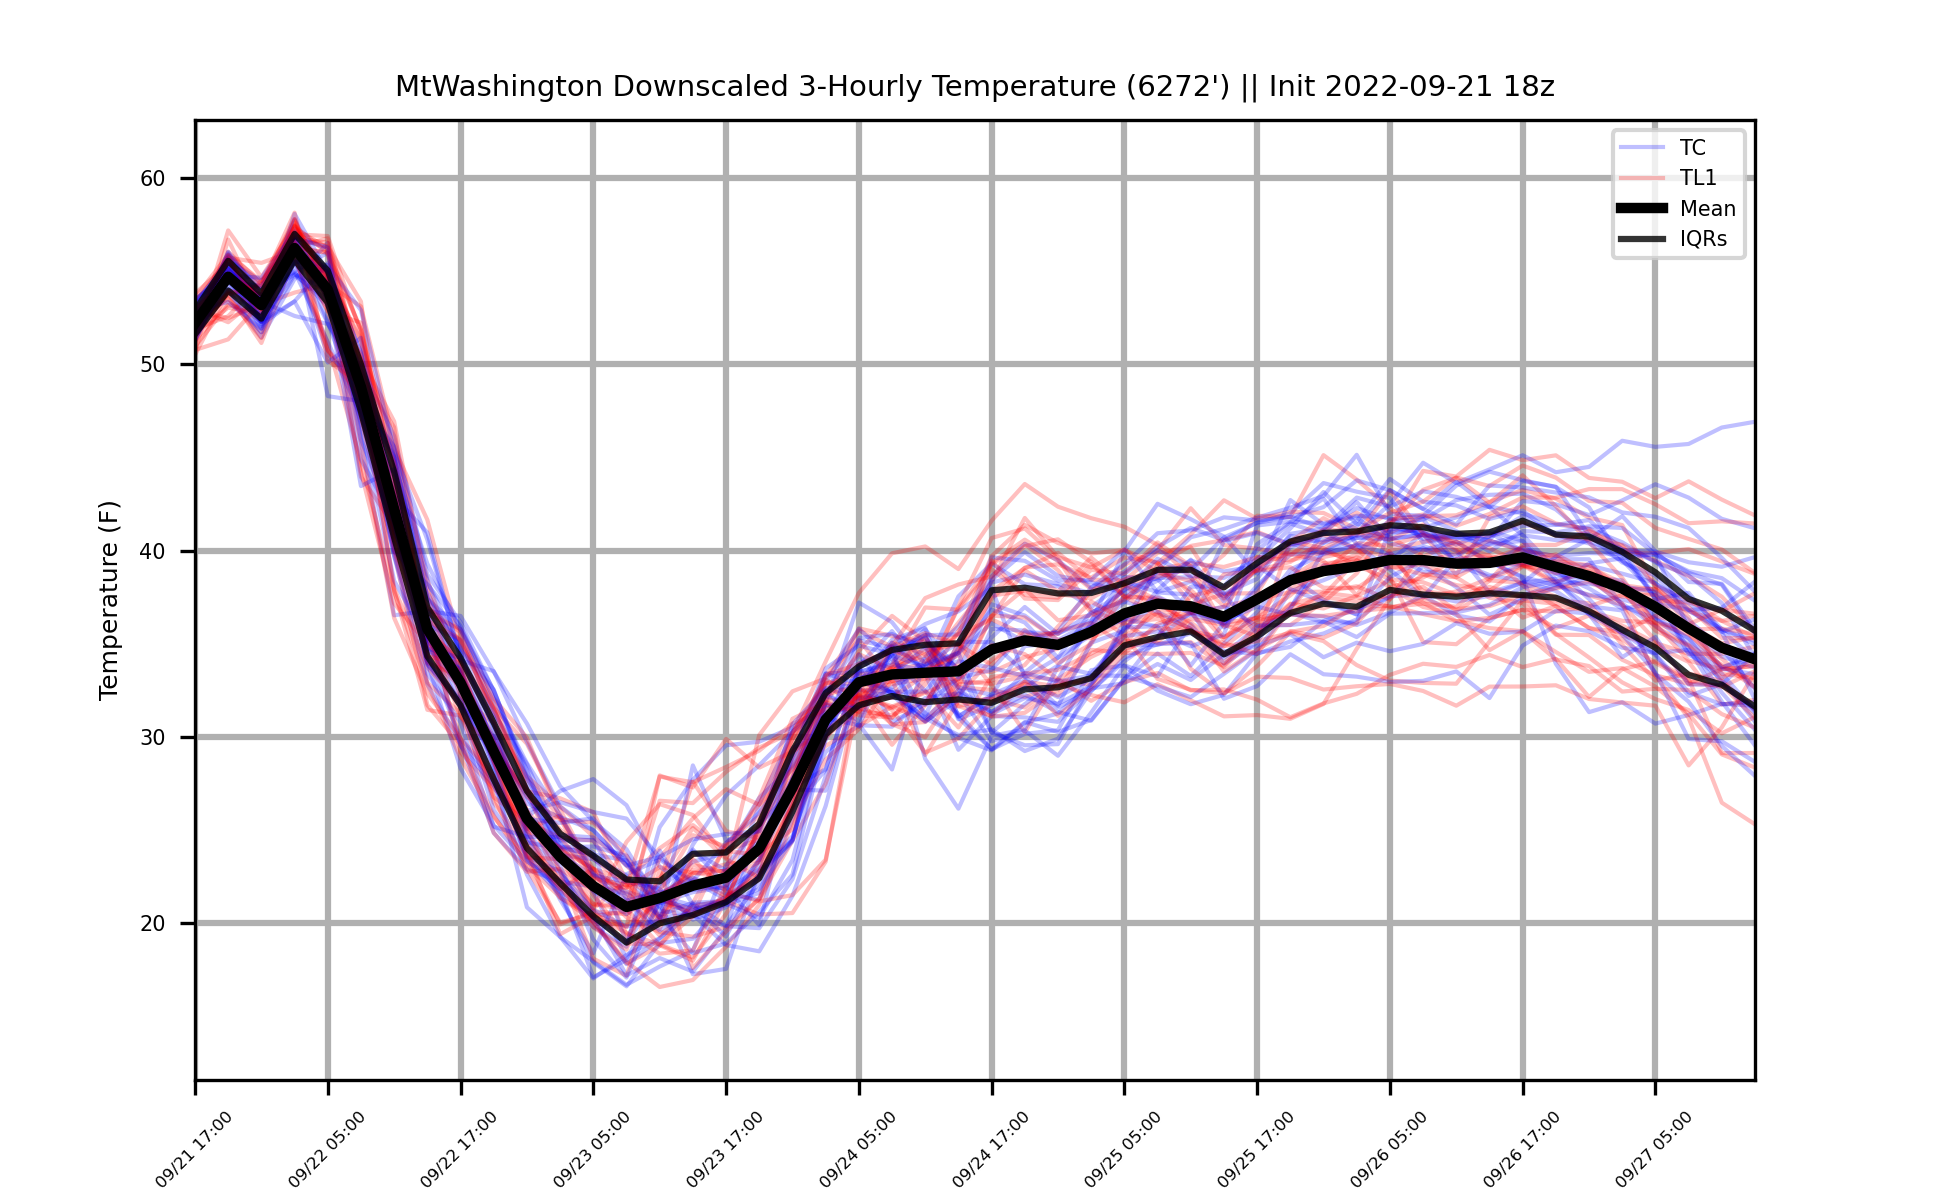 MtWashington Downscaled 3-Hourly Temperature (6272') || Init 2022-09-21 18z
TC
TL1
Mean
IQRs
Temperature (F)
60
50
40
30
20
09/21 17:00
09/22 05:00
09/22 17:00
09/23 05:00
09/23 17:00
09/24 05:00
09/24 17:00
09/25 05:00
09/25 17:00
09/26 05:00
09/26 17:00
09/27 05:00